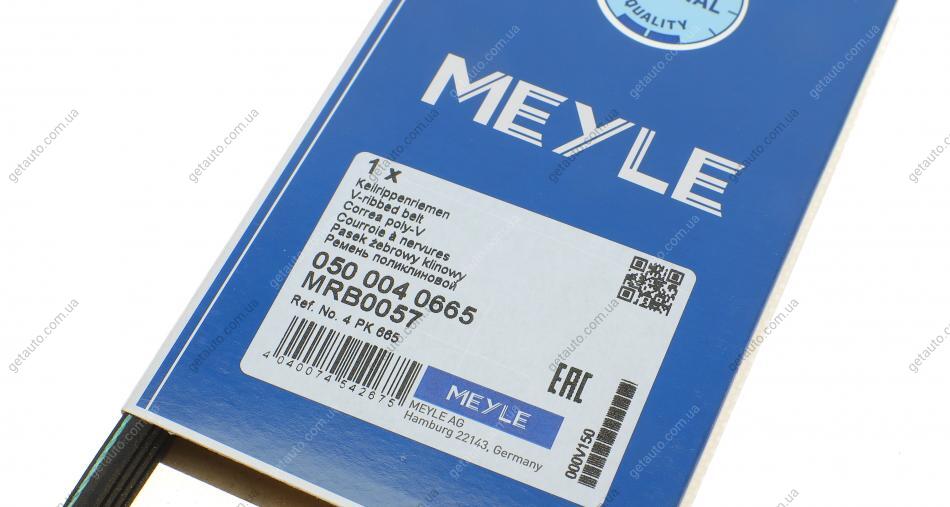 QUALITY
MEYLE
1 x
Keilrippenriemen
V-ribbed belt
Correa poly-V
Courroie à nervures
Pasek żebrowy klinowy
Ремень поликлиновой
050 004 0665
MRB0057
Ref. No. 4 PK 665
4 040074 542675
MEYLE
MEYLE AG
Hamburg 22143, Germany
EAC
000V150
getauto.com.ua